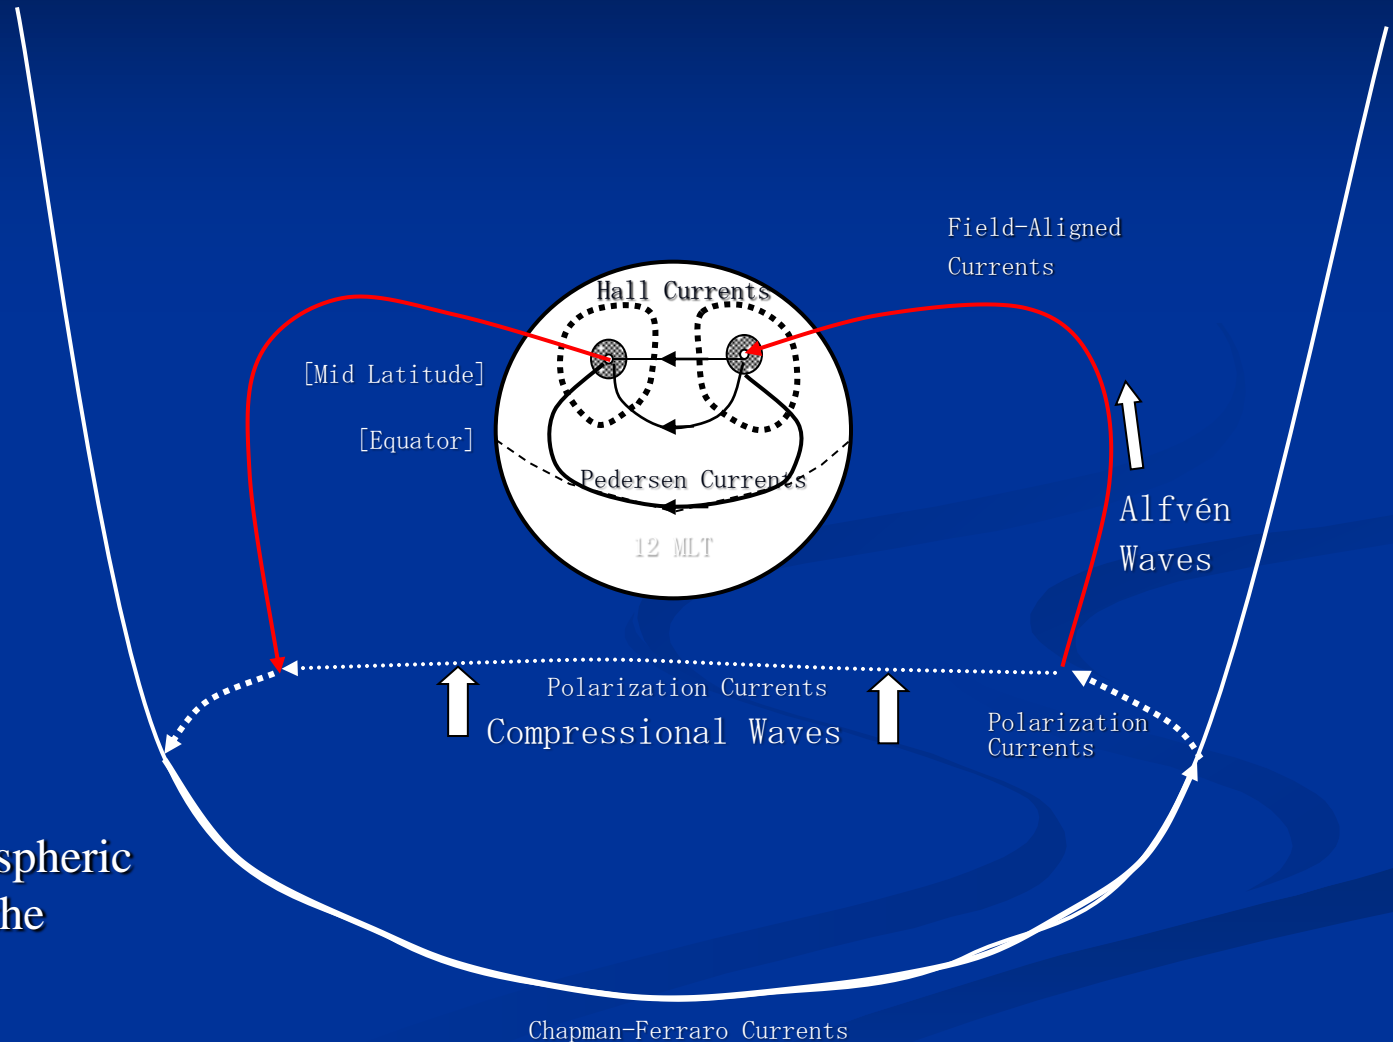 Field-Aligned
Currents
Hall Currents
[Mid Latitude]
[Equator]
Pedersen Currents
Alfvén
Waves
12 MLT
Polarization Currents
Compressional Waves
Polarization
Currents
spheric
he
Chapman-Ferraro Currents